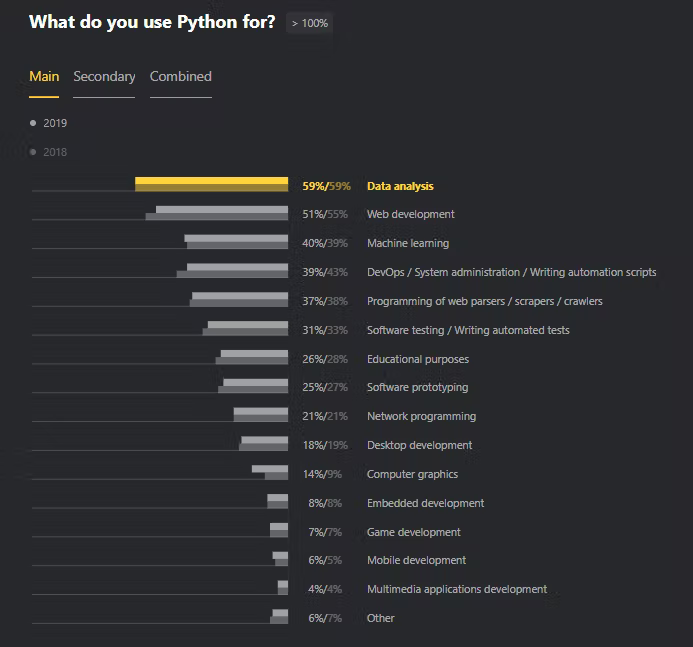 What do you use Python for? > 100%
Main Secondary Combined
2019
2018
59%/59% Data analysis
51%/55% Web development
40%/39% Machine learning
39%/43% DevOps / System administration / Writing automation scripts
37%/38% Programming of web parsers / scrapers / crawlers
31%/33% Software testing / Writing automated tests
26%/28% Educational purposes
25%/27% Software prototyping
21%/21% Network programming
18%/19% Desktop development
14%/9% Computer graphics
8%/8% Embedded development
7%/7% Game development
6%/5% Mobile development
4%/4% Multimedia applications development
6%/7% Other